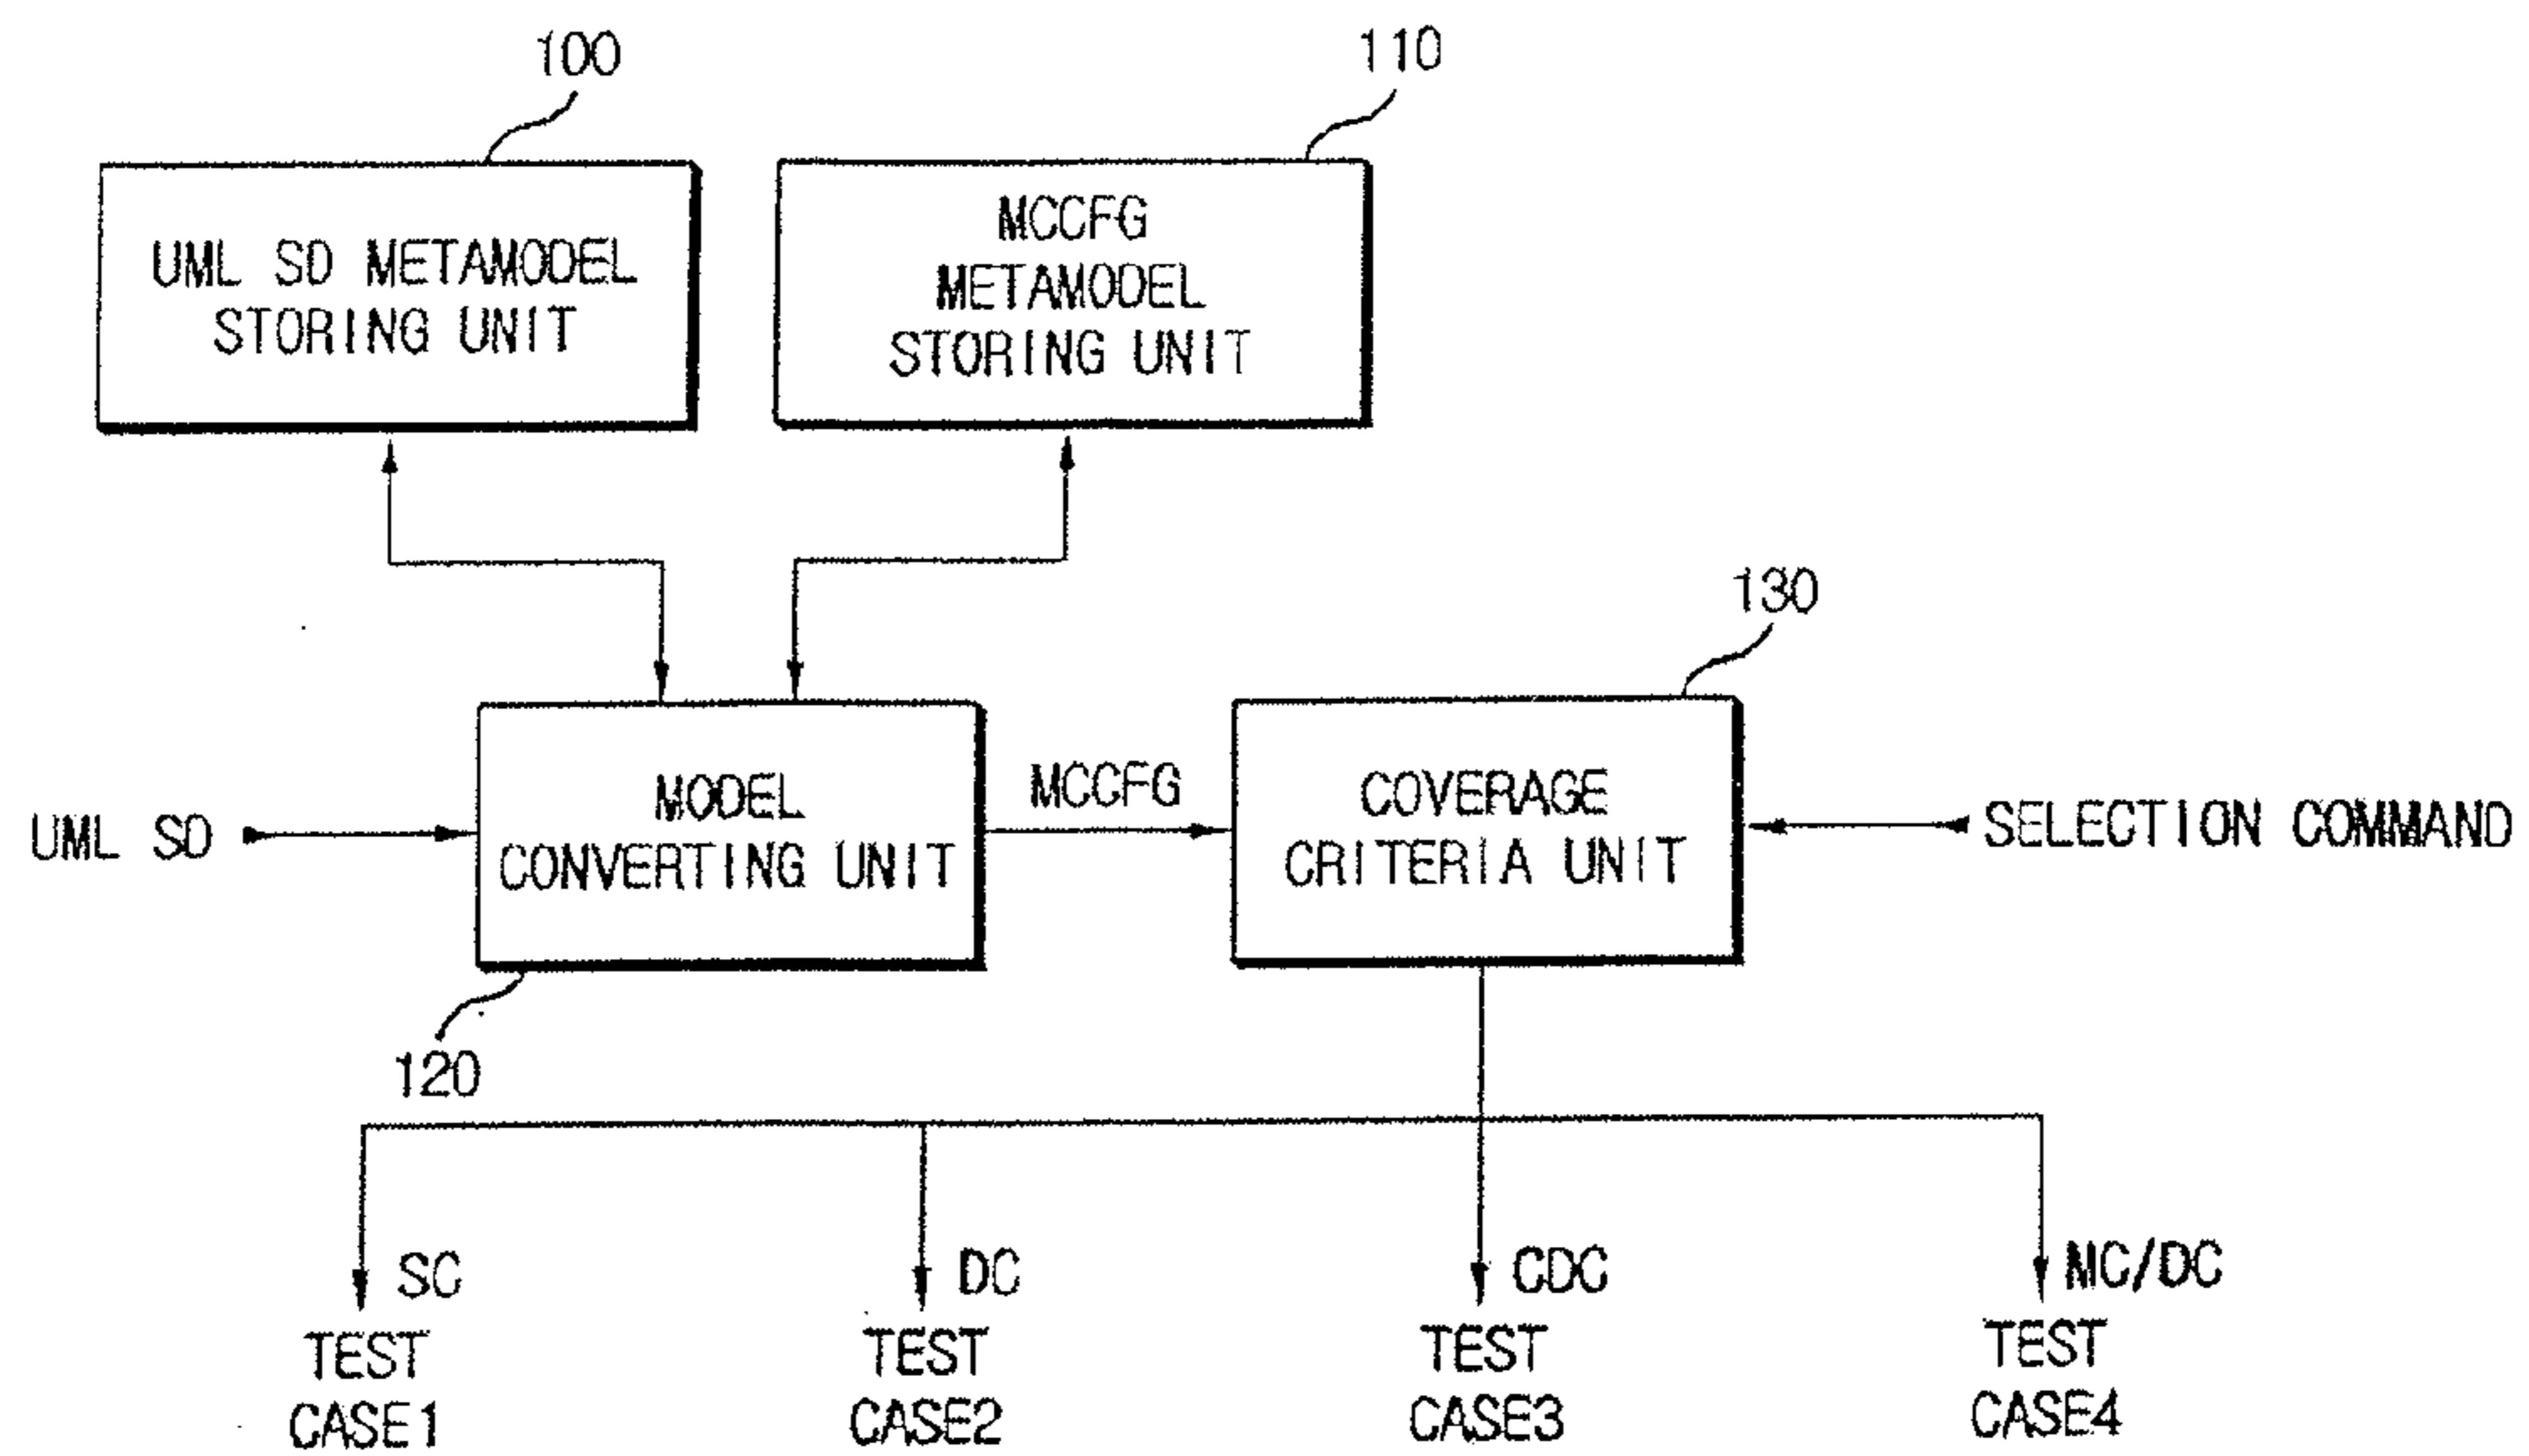 100
110
UML SD METAMODEL
STORING UNIT
MCCFG
METAMODEL
STORING UNIT
130
UML SD
MODEL
CONVERTING UNIT
MCCFG
COVERAGE
CRITERIA UNIT
SELECTION COMMAND
120
SC
DC
CDC
MC/DC
TEST
CASE1
TEST
CASE2
TEST
CASE3
TEST
CASE4